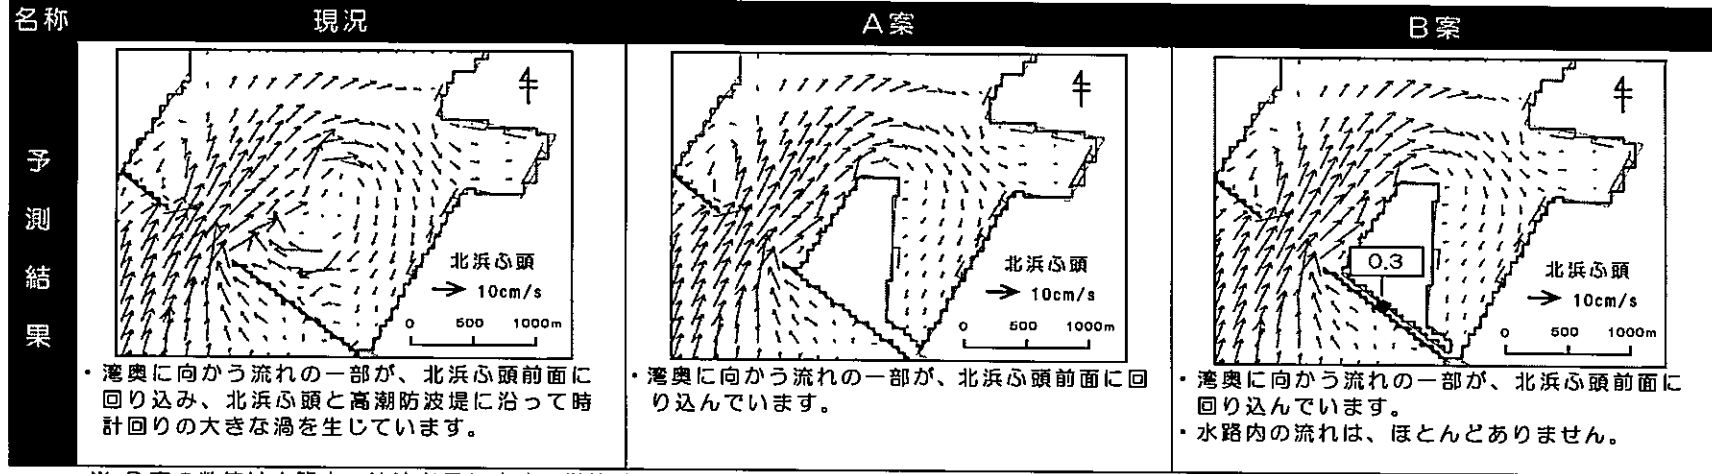 名称
現況
A案
B案
予測結果
北浜ふ頭
10cm/s
0 500 1000m
・湾奥に向かう流れの一部が、北浜ふ頭前面に
回り込み、北浜ふ頭と高潮防波堤に沿って時
計回りの大きな渦を生じています。
北浜ふ頭
10cm/s
0 500 1000m
・湾奥に向かう流れの一部が、北浜ふ頭前面に回
り込んでいます。
0.3
北浜ふ頭
10cm/s
0 500 1000m
・湾奥に向かう流れの一部が、北浜ふ頭前面に
回り込んでいます。
・水路内の流れは、ほとんどありません。